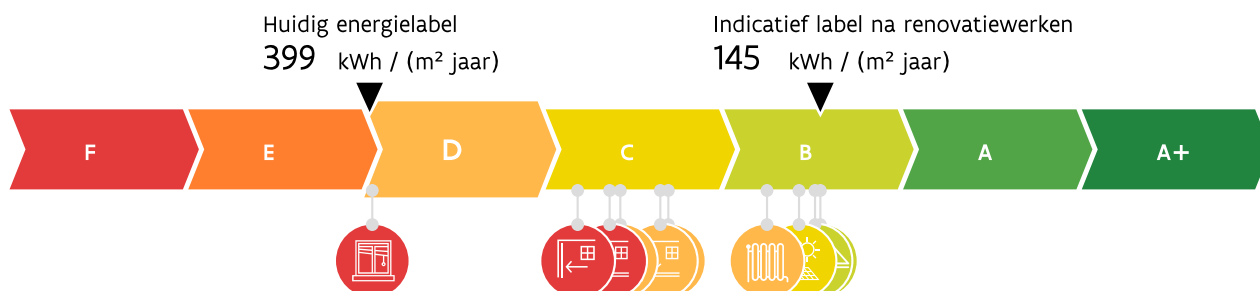 Huidig energielabel
399 kWh / (m² jaar)
Indicatief label na renovatiewerken
145 kWh / (m² jaar)
F E D C B A A+